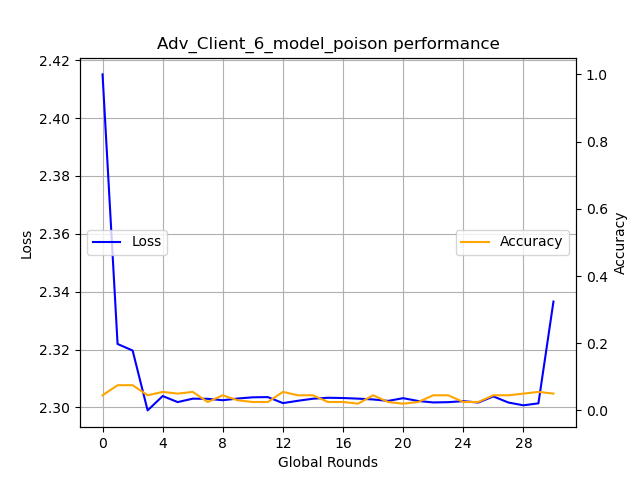 Adv_Client_6_model_poison performance
2.42
2.40
2.38
2.36
2.34
2.32
2.30
Loss
Loss
Accuracy
1.0
0.8
0.6
0.4
0.2
0.0
Accuracy
0 4 8 12 16 20 24 28
Global Rounds